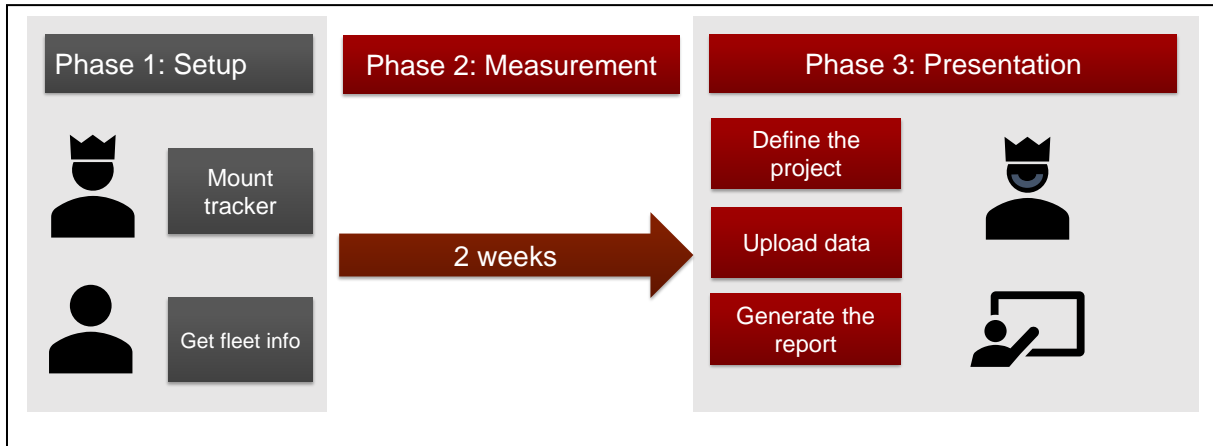 Phase 1: Setup
Mount
tracker
Get fleet info
Phase 2: Measurement
2 weeks
Phase 3: Presentation
Define the
project
Upload data
Generate the
report